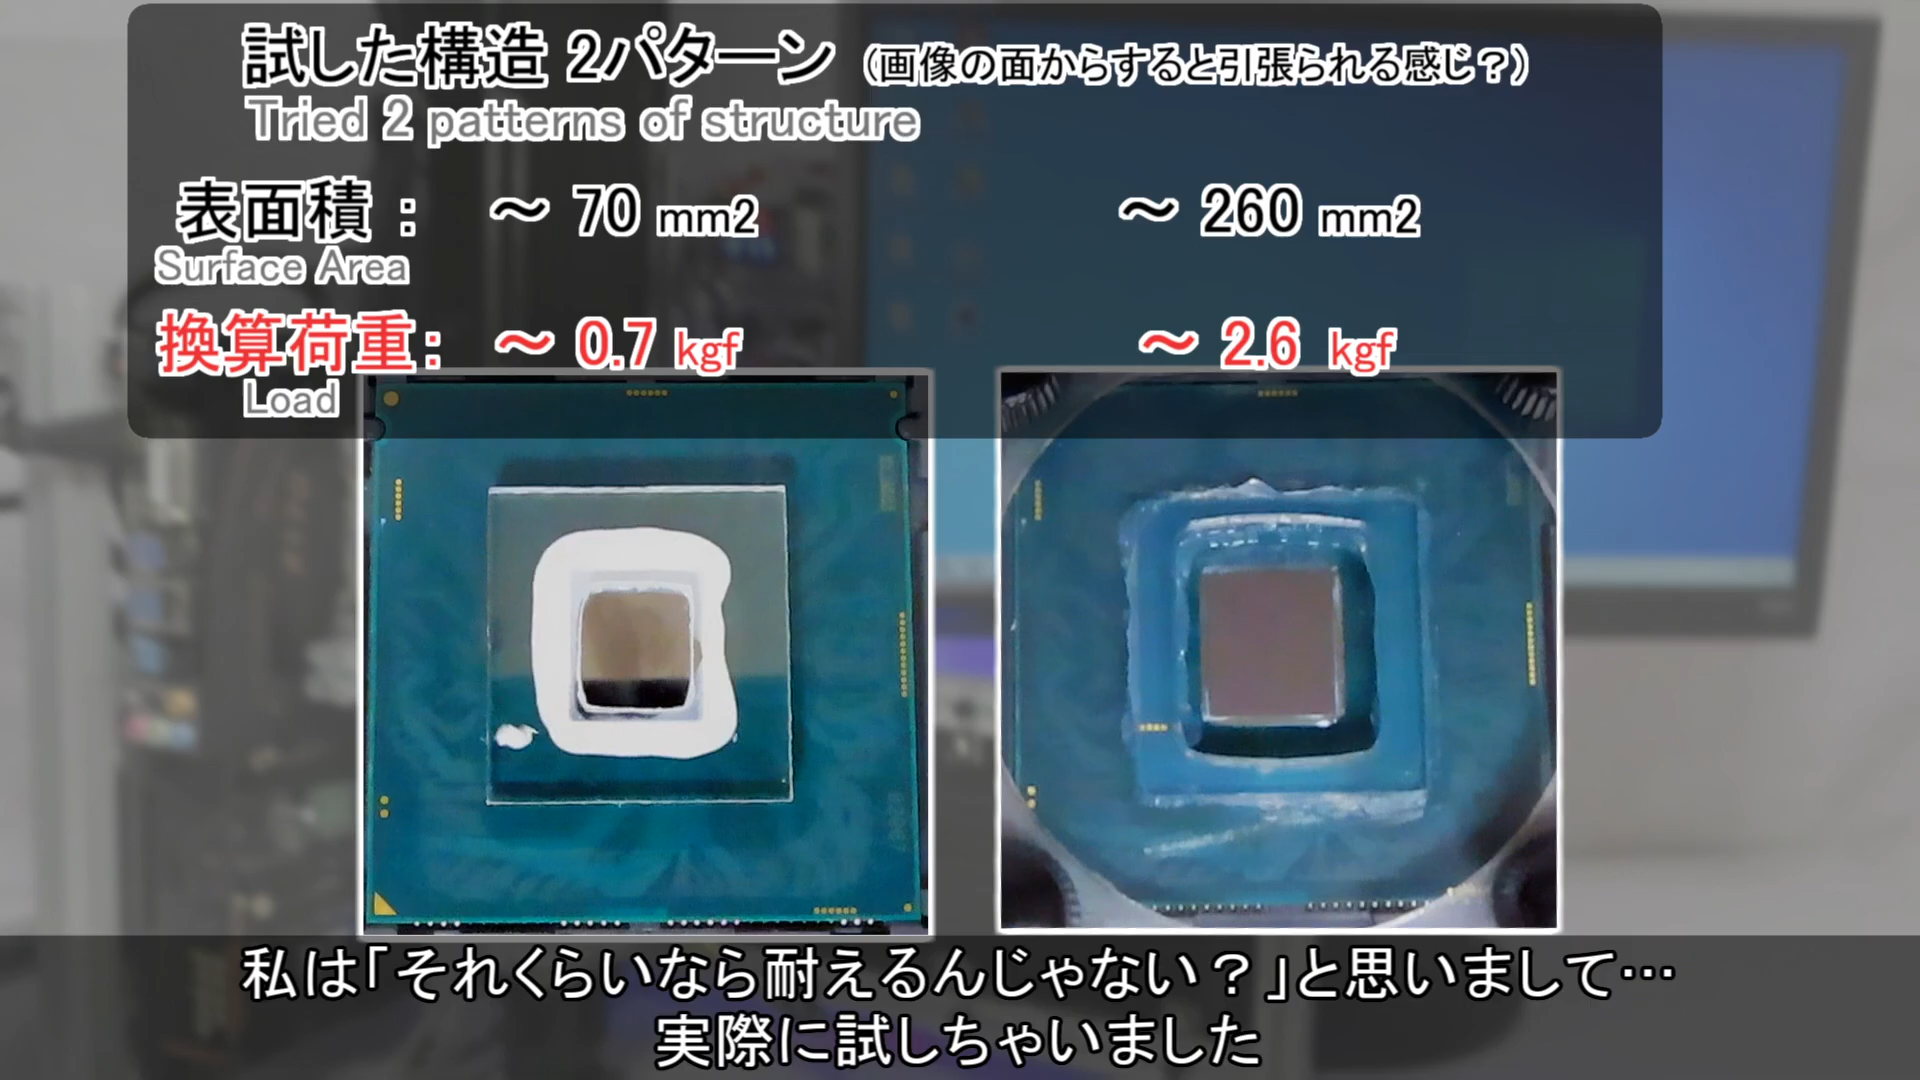 試した構造 2パターン（画像の面からすると引張られる感じ？）
Tried 2 patterns of structure
表面積： ～ 70 mm2 ～ 260 mm2
Surface Area
換算荷重： ～ 0.7 kgf ～ 2.6 kgf
Load
私は「それくらいなら耐えるんじゃない？」と思いまして…
実際に試しちゃいました